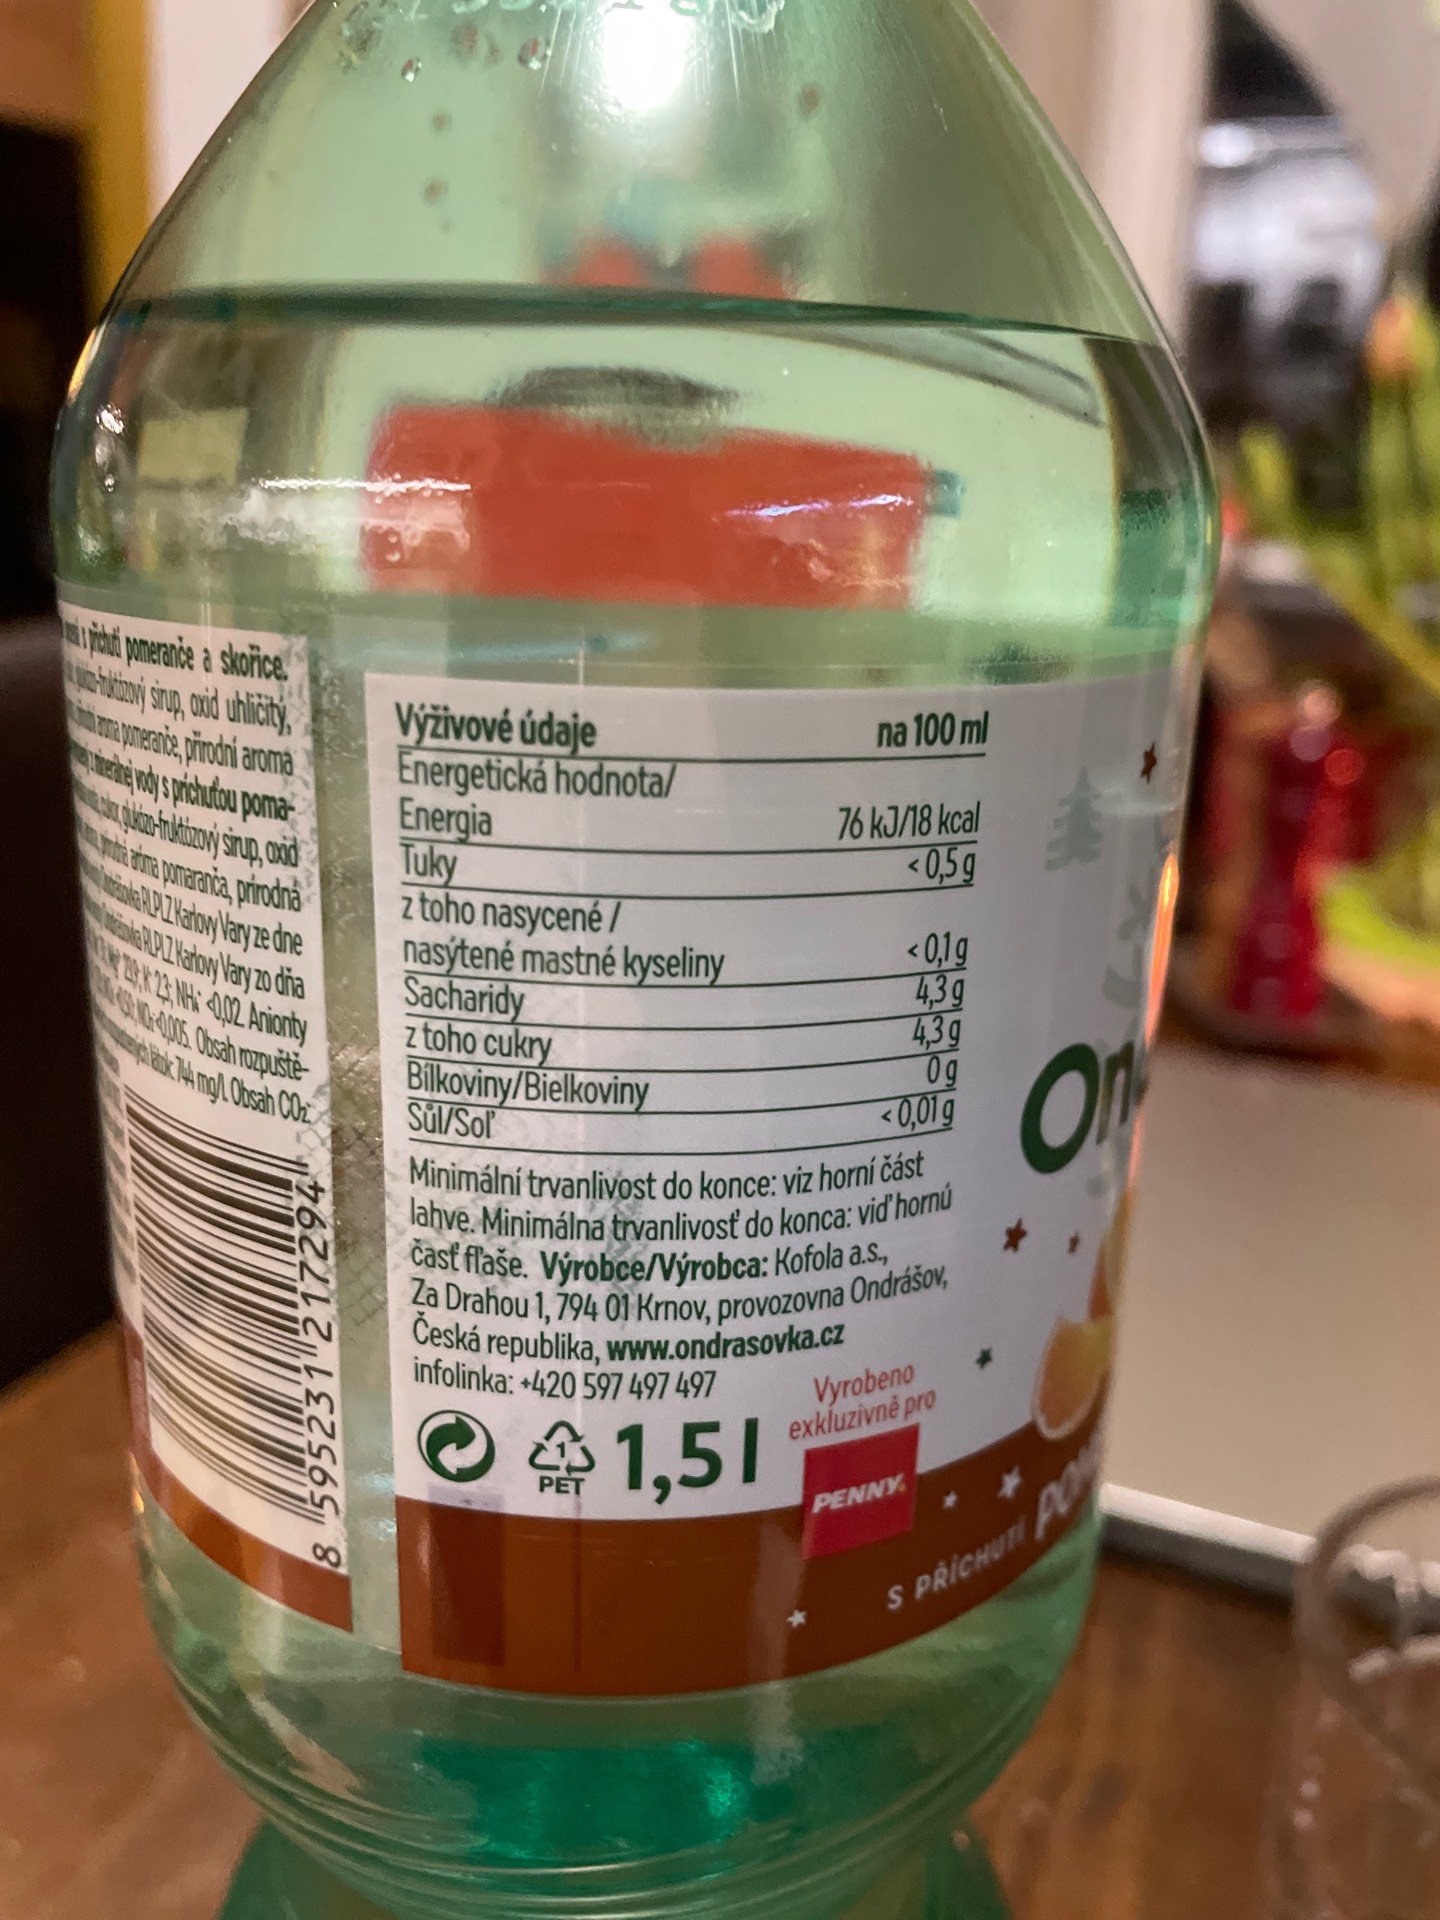 příchutí pomeranče a skořice.
sirup, oxid uhličitý,
aroma pomeranče, přírodní aroma
minerálnej vody s príchuťou poma-
cukor, glukózo-fruktózový sirup, oxid
aróma pomaranča, prírodná
Ondrášovka RLPLZ Karlovy Vary ze dne
Ondrášovka RLPLZ Karlovy Vary zo dňa
K⁺ 2,3; NH₄⁺ <0,02. Anionty
<0,005. Obsah rozpuště-
látok: 744 mg/l. Obsah CO₂:
8 595231 217294
Výživové údaje na 100 ml
Energetická hodnota/
Energia 76 kJ/18 kcal
Tuky <0,5 g
z toho nasycené /
nasýtené mastné kyseliny <0,1 g
Sacharidy 4,3 g
z toho cukry 4,3 g
Bílkoviny/Bielkoviny 0 g
Sůl/Soľ <0,01 g
Minimální trvanlivost do konce: viz horní část
lahve. Minimálna trvanlivosť do konca: viď hornú
časť fľaše. Výrobce/Výrobca: Kofola a.s.,
Za Drahou 1, 794 01 Krnov, provozovna Ondrášov,
Česká republika, www.ondrasovka.cz
infolinka: +420 597 497 497
Vyrobeno
exkluzivně pro
1
PET
1,5 l
PENNY.
On
S PŘÍCHUTÍ